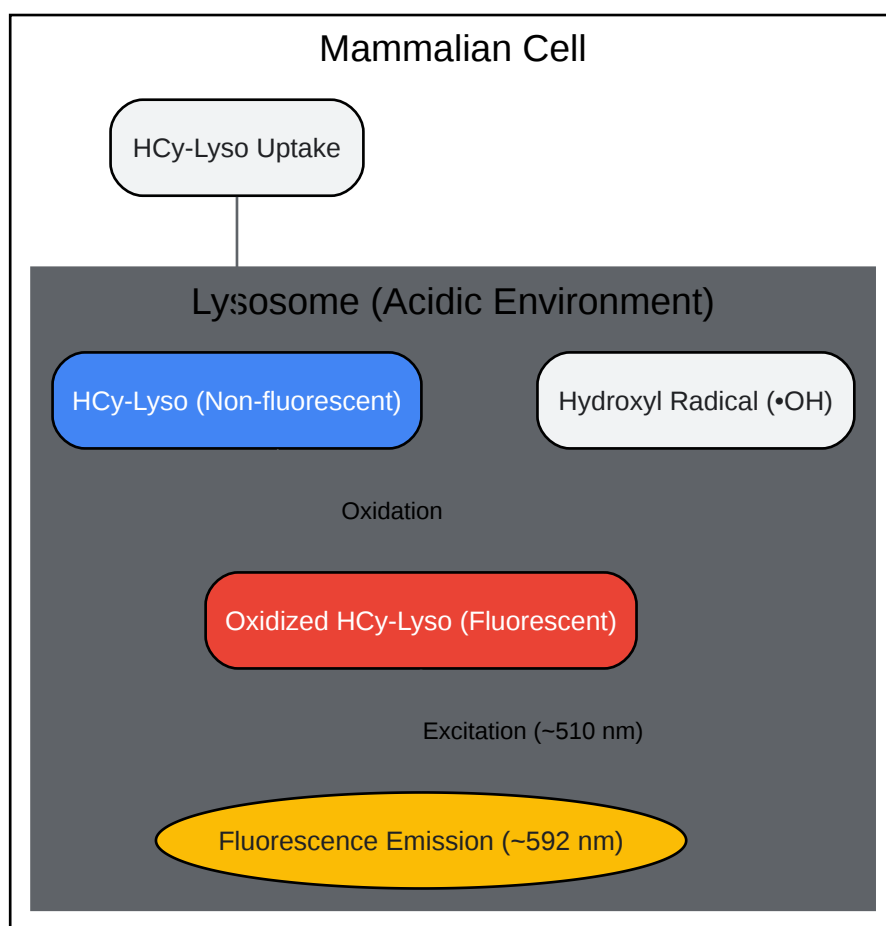 Mammalian Cell
HCy-Lyso Uptake
Lysosome (Acidic Environment)
HCy-Lyso (Non-fluorescent)
Hydroxyl Radical (•OH)
Oxidation
Oxidized HCy-Lyso (Fluorescent)
Excitation (~510 nm)
Fluorescence Emission (~592 nm)